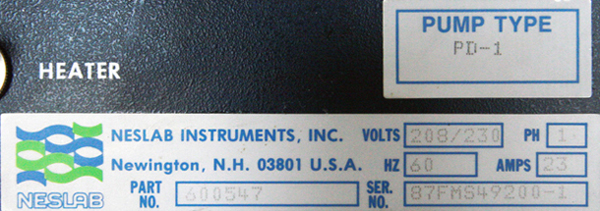 PUMP TYPE
PD-1
HEATER
NESLAB INSTRUMENTS, INC. VOLTS 208/230 PH 1
Newington, N.H. 03801 U.S.A. HZ 60 AMPS 23
NESLAB
PART NO. 600547 SER. NO. 87FMS49200-1